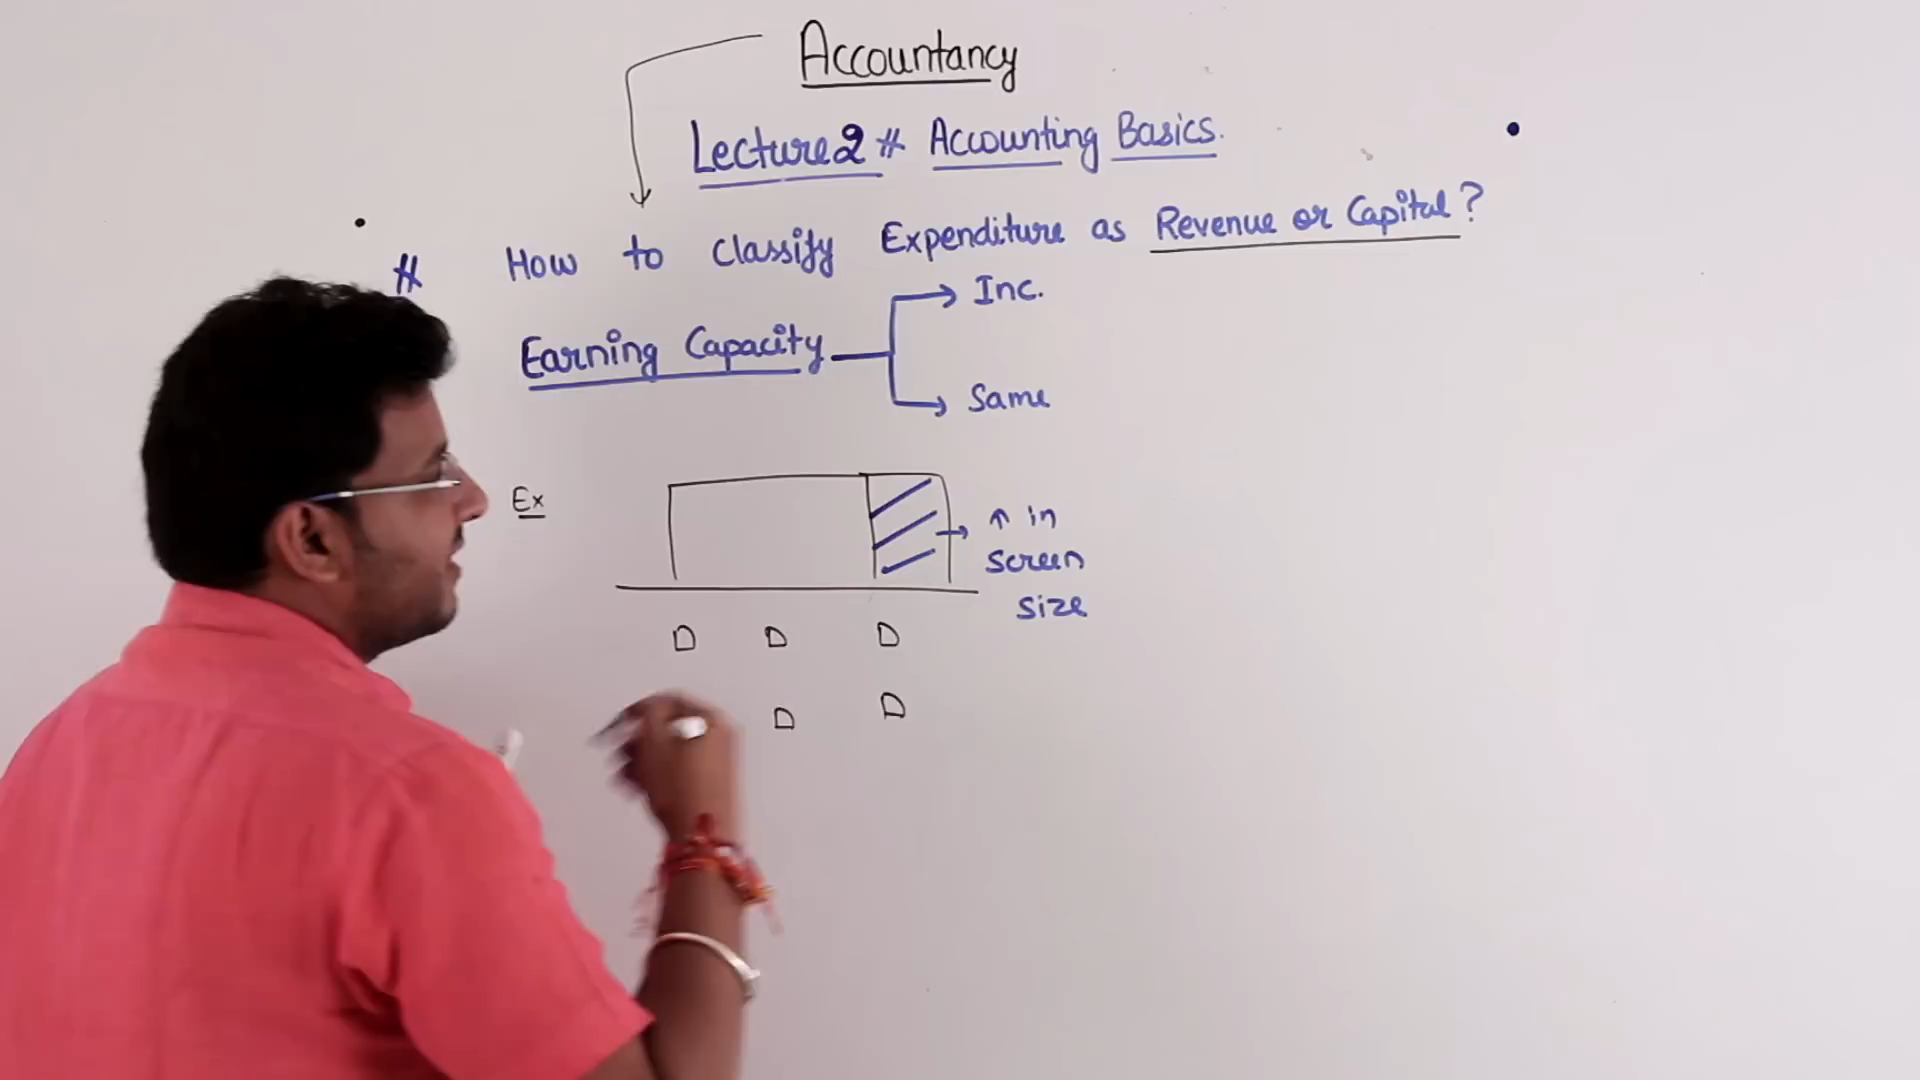 Accountancy
Lecture 2 # Accounting Basics.
# How to Classify Expenditure as Revenue or Capital?
Earning Capacity
Inc.
Same
Ex
↑ in
screen
size